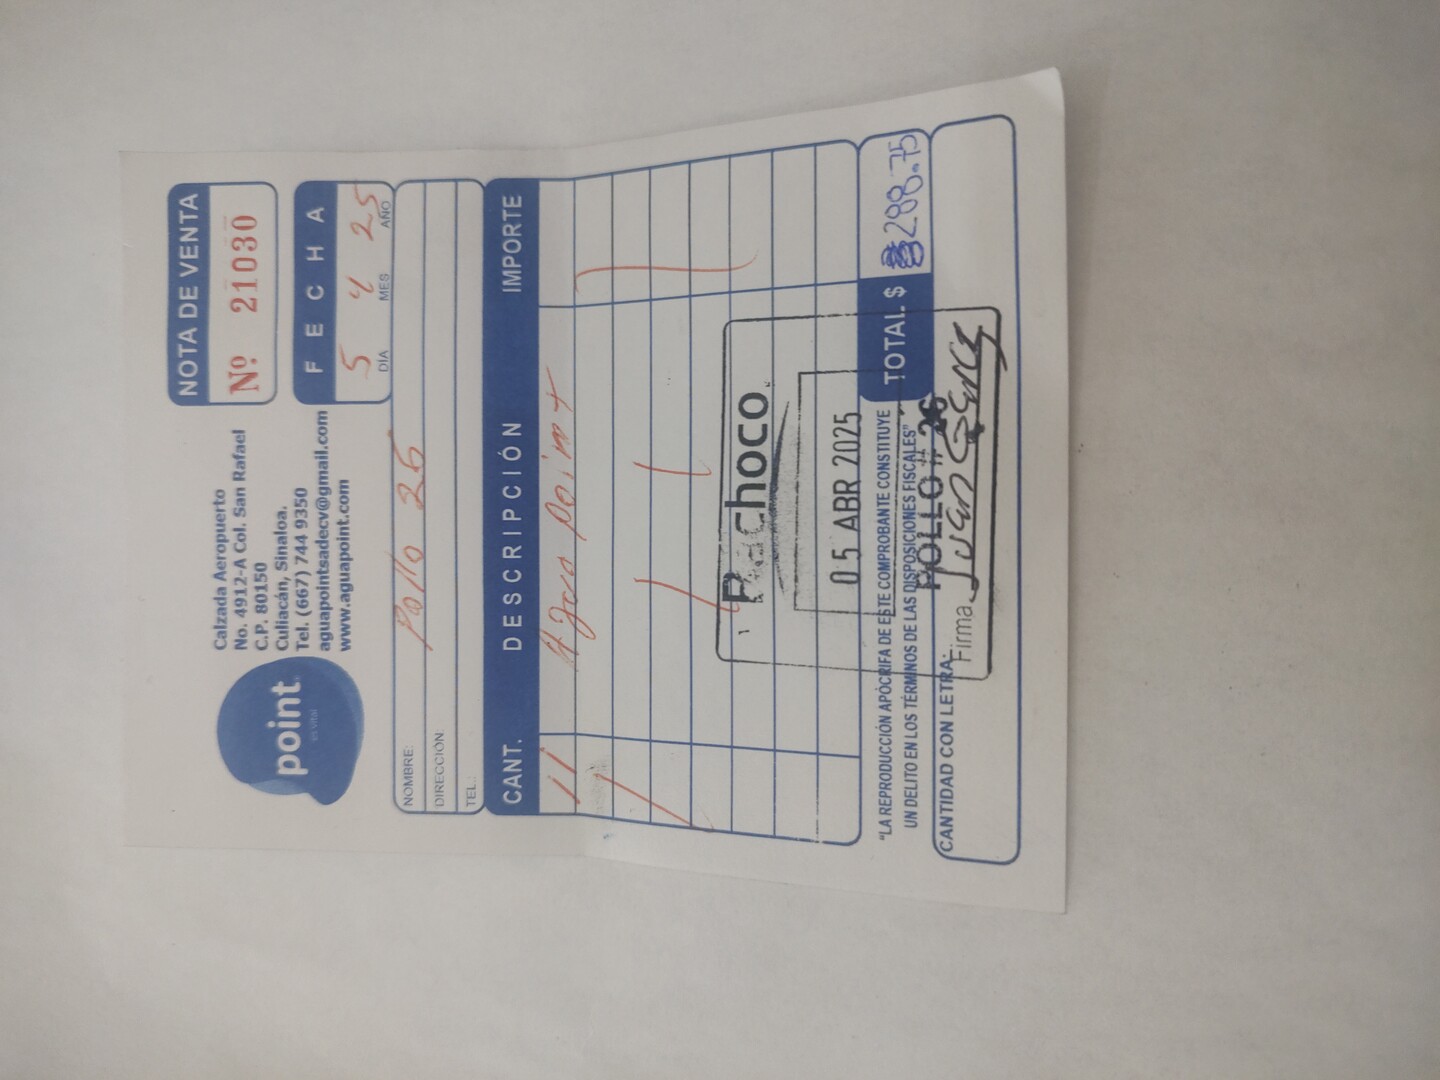 point
es vital
Calzada Aeropuerto
No. 4912-A Col. San Rafael
C.P. 80150
Culiacán, Sinaloa.
Tel. (667) 744 9350
aguapointsadecv@gmail.com
www.aguapoint.com
NOTA DE VENTA
Nº. 21030
FECHA
5 4 25
DÍA MES AÑO
NOMBRE: Pollo 26
DIRECCIÓN:
TEL.:
CANT. DESCRIPCIÓN IMPORTE
11 Agua Point
Pachoco
05 ABR 2025
POLLO # 26
Firma
TOTAL $ 288.75
"LA REPRODUCCIÓN APÓCRIFA DE ESTE COMPROBANTE CONSTITUYE
UN DELITO EN LOS TÉRMINOS DE LAS DISPOSICIONES FISCALES"
CANTIDAD CON LETRA: